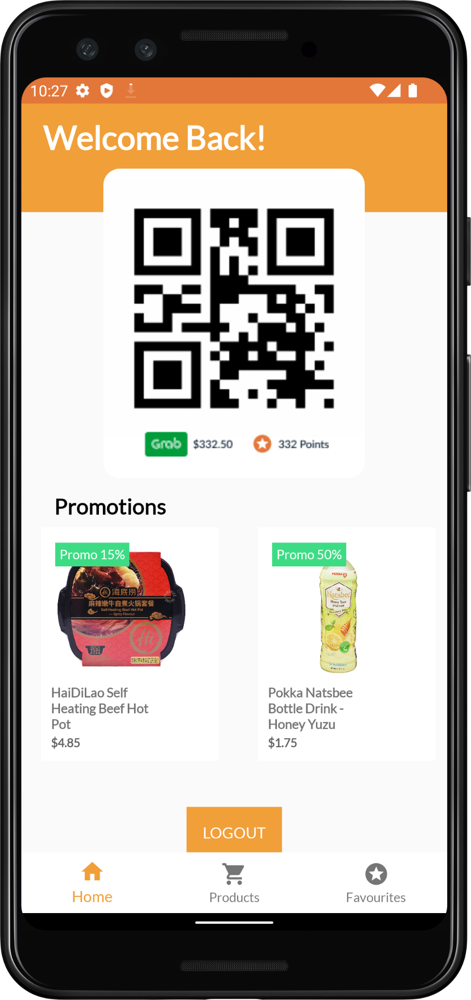 10:27
Welcome Back!
Grab $332.50 332 Points
Promotions
Promo 15%
海底捞
麻辣嫩牛自煮火锅套餐
Self-Heating Beef Hot Pot
— Spicy Flavour
Hi
HaiDiLao Self
Heating Beef Hot
Pot
$4.85
Promo 50%
POKKA
Natsbee
Honey Yuzu
Pokka Natsbee
Bottle Drink -
Honey Yuzu
$1.75
LOGOUT
Home Products Favourites